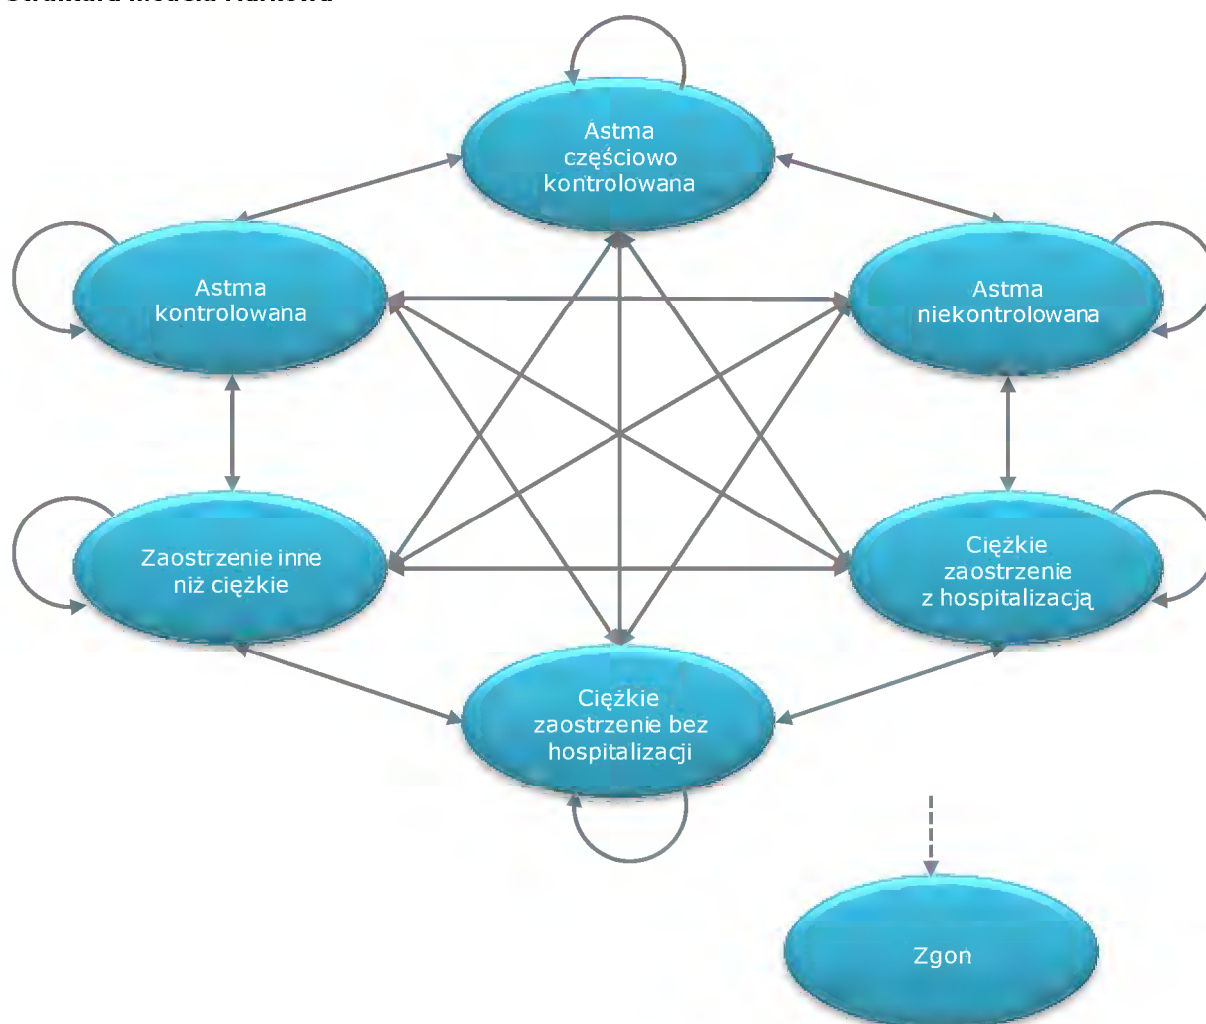 Astma
częściowo
kontrolowana
Astma
kontrolowana
Astma
niekontrolowana
Zaostrzenie inne
niż ciężkie
Ciężkie
zaostrzenie
z hospitalizacją
Ciężkie
zaostrzenie bez
hospitalizacji
Zgon